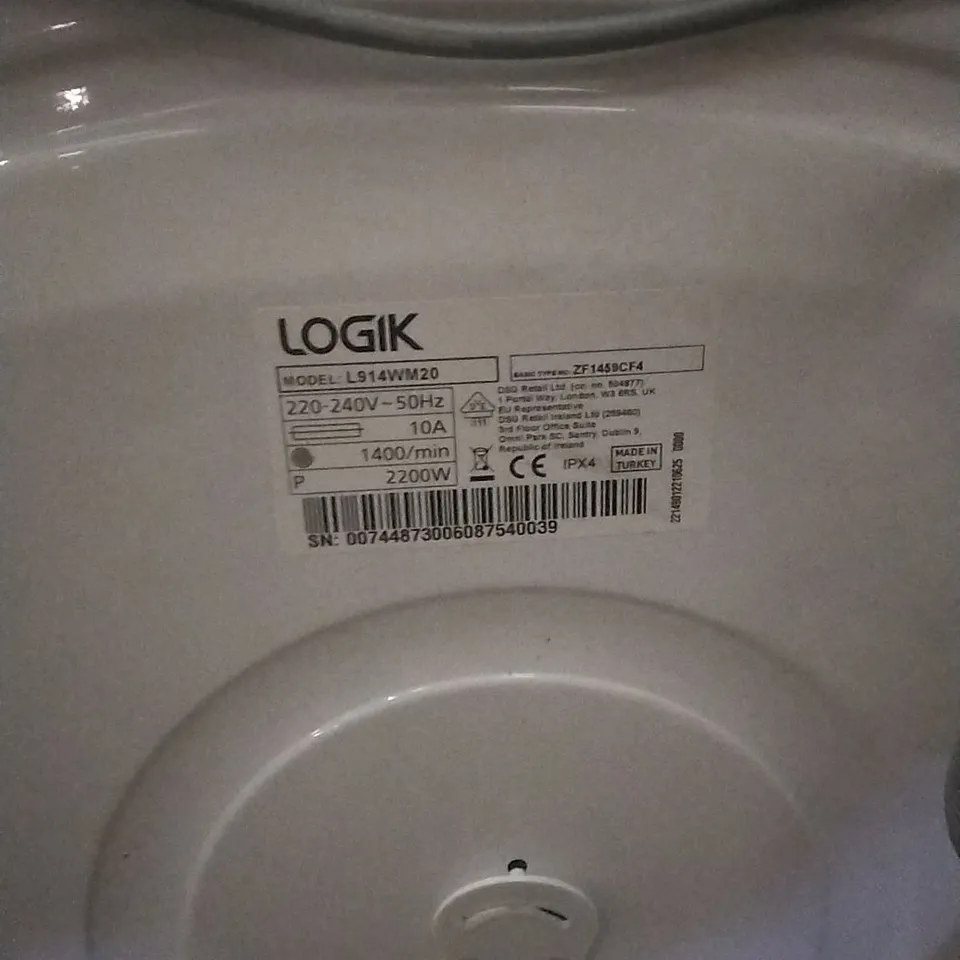 LOGIK
MODEL: L914WM20
BASIC TYPE NO: ZF1459CF4
220-240V~50Hz
10A
1400/min
P 2200W
DSG Retail Ltd. (co. no. 504877)
1 Portal Way, London, W3 6RS, UK
EU Representative
DSG Retail Ireland Ltd (259460)
3rd Floor Office Suite
Omni Park SC, Santry, Dublin 9,
Republic of Ireland
CE IPX4
MADE IN
TURKEY
SN: 00744873006087540039